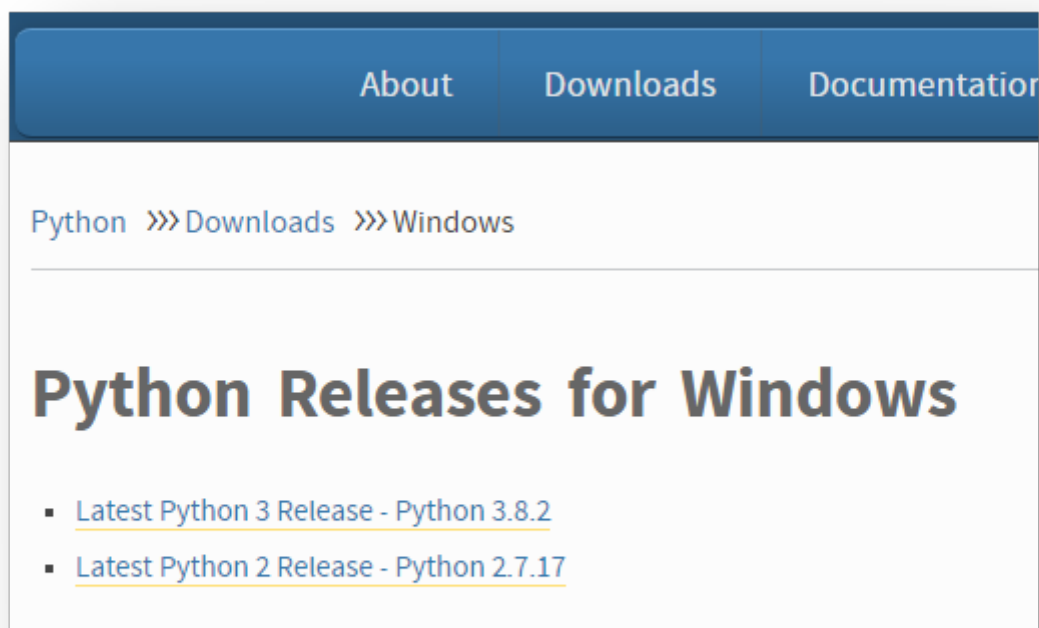 About Downloads Documentation
Python >>> Downloads >>> Windows
Python Releases for Windows
▪ Latest Python 3 Release - Python 3.8.2
▪ Latest Python 2 Release - Python 2.7.17